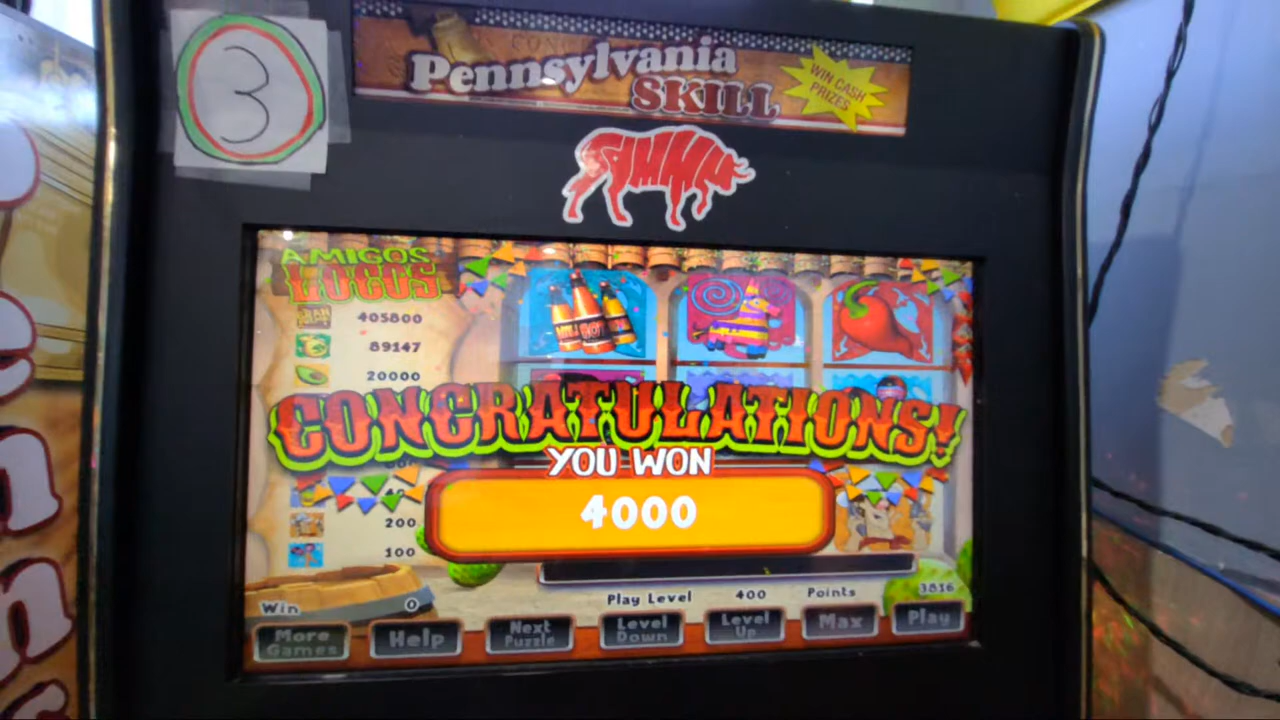 3
Pennsylvania
SKILL
WIN CASH
PRIZES
AMIGOS
LOCOS
405800
89147
20000
CONGRATULATIONS!
YOU WON
4000
200
100
Win 0
Play Level 400 Points 3816
More Games
Help
Next Puzzle
Level Down
Level Up
Max
Play